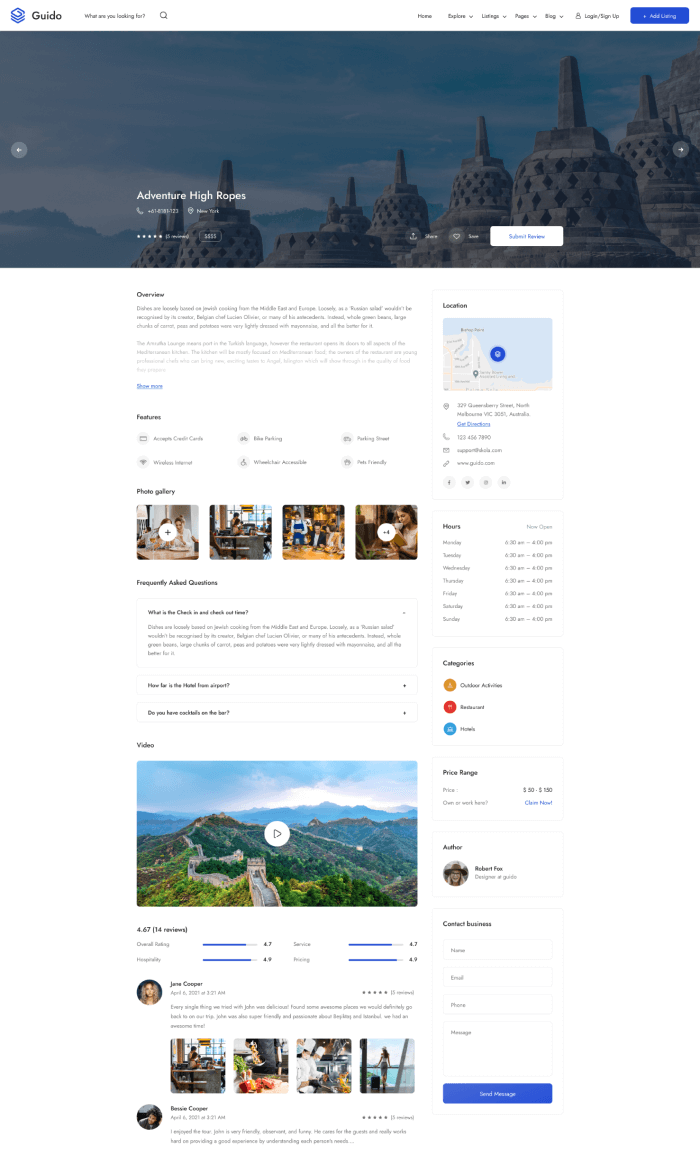 Guido
What are you looking for?
Home
Explore
Listings
Pages
Blog
Login/Sign Up
+ Add Listing
Adventure High Ropes
+61-8181-123
New York
(5 reviews)
$$$$
Share
Save
Submit Review
Overview
Dishes are loosely based on Jewish cooking from the Middle East and Europe. Loosely, as a 'Russian salad' wouldn't be
recognised by its creator, Belgian chef Lucien Olivier, or many of his antecedents. Instead, whole green beans, large
chunks of carrot, peas and potatoes were very lightly dressed with mayonnaise, and all the better for it.
The Annutka Lounge means port in the Turkish language, however the restaurant opens its doors to all aspects of the
Mediterranean kitchen. The kitchen will be mostly focused on Mediterranean food, the owners of the restaurant are young
professional chefs who can bring new, exciting tastes to Angel, Islington which will show through in the quality of food
they prepare.
Show more
Features
Accepts Credit Cards
Bike Parking
Parking Street
Wireless Internet
Wheelchair Accessible
Pets Friendly
Photo gallery
+
+4
Frequently Asked Questions
What is the Check in and check out time?
-
Dishes are loosely based on Jewish cooking from the Middle East and Europe. Loosely, as a 'Russian salad'
wouldn't be recognised by its creator, Belgian chef Lucien Olivier, or many of his antecedents. Instead, whole
green beans, large chunks of carrot, peas and potatoes were very lightly dressed with mayonnaise, and all the
better for it.
How far is the Hotel from airport?
+
Do you have cocktails on the bar?
+
Video
4.67 (14 reviews)
Overall Rating
4.7
Service
4.7
Hospitality
4.9
Pricing
4.9
Jane Cooper
April 6, 2021 at 3:21 AM
(5 reviews)
Every single thing we tried with John was delicious! Found some awesome places we would definitely go
back to on our trip. John was also super friendly and passionate about Beşiktaş and Istanbul. we had an
awesome time!
Bessie Cooper
April 6, 2021 at 3:21 AM
(5 reviews)
I enjoyed the tour. John is very friendly, observant, and funny. He cares for the guests and really works
hard on providing a good experience by understanding each person's needs....
Location
329 Queensberry Street, North
Melbourne VIC 3051, Australia
Get Directions
123 456 7890
support@skola.com
www.guido.com
Hours
Now Open
Monday
6:30 am – 4:00 pm
Tuesday
6:30 am – 4:00 pm
Wednesday
6:30 am – 4:00 pm
Thursday
6:30 am – 4:00 pm
Friday
6:30 am – 4:00 pm
Saturday
6:30 am – 4:00 pm
Sunday
6:30 am – 4:00 pm
Categories
Outdoor Activities
Restaurant
Hotels
Price Range
Price :
$ 50 - $ 150
Own or work here?
Claim Now!
Author
Robert Fox
Designer at guido
Contact business
Name
Email
Phone
Message
Send Message